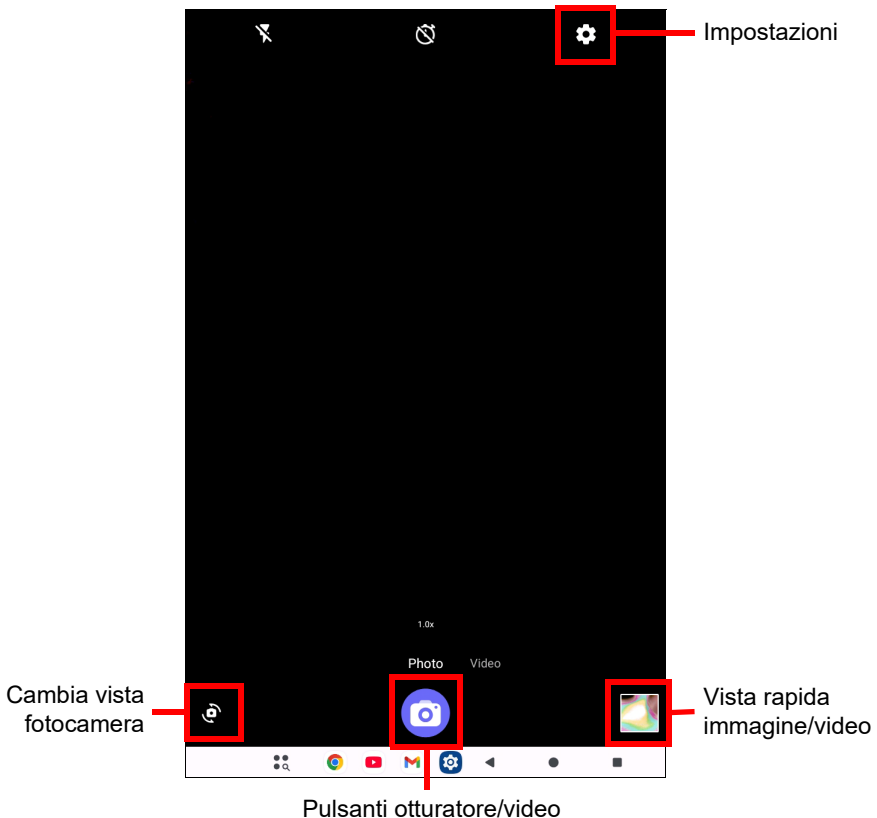 Impostazioni
1.0x
Photo Video
Cambia vista
fotocamera
Vista rapida
immagine/video
Pulsanti otturatore/video